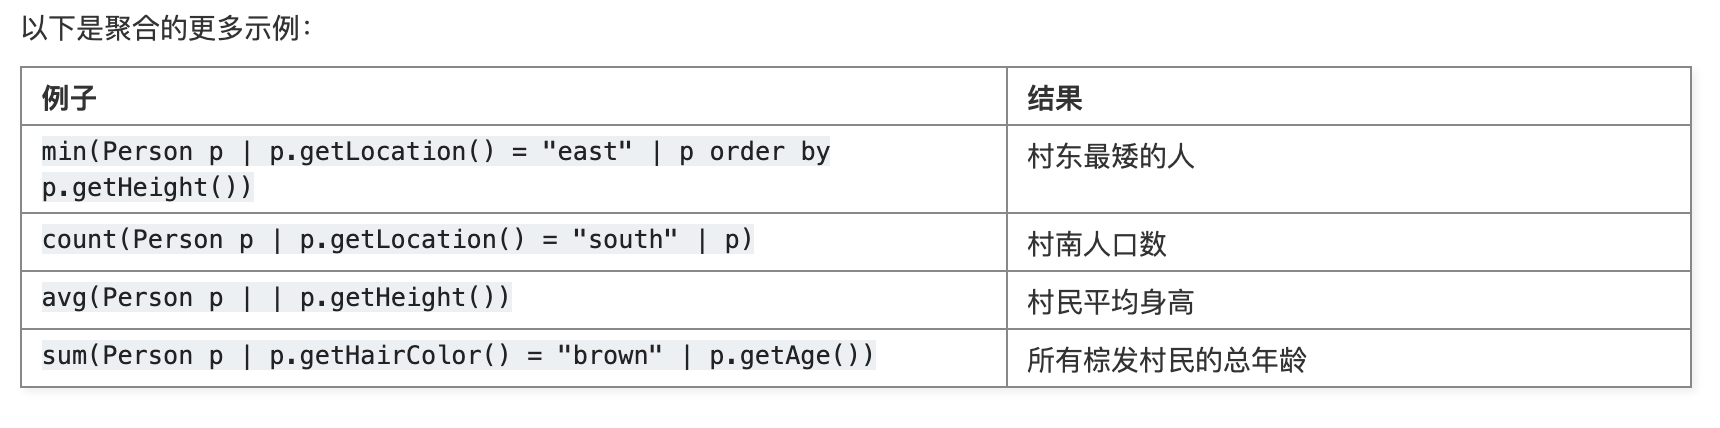 以下是聚合的更多示例：
例子 结果
min(Person p | p.getLocation() = "east" | p order by
p.getHeight())
村东最矮的人
count(Person p | p.getLocation() = "south" | p) 村南人口数
avg(Person p | | p.getHeight()) 村民平均身高
sum(Person p | p.getHairColor() = "brown" | p.getAge()) 所有棕发村民的总年龄